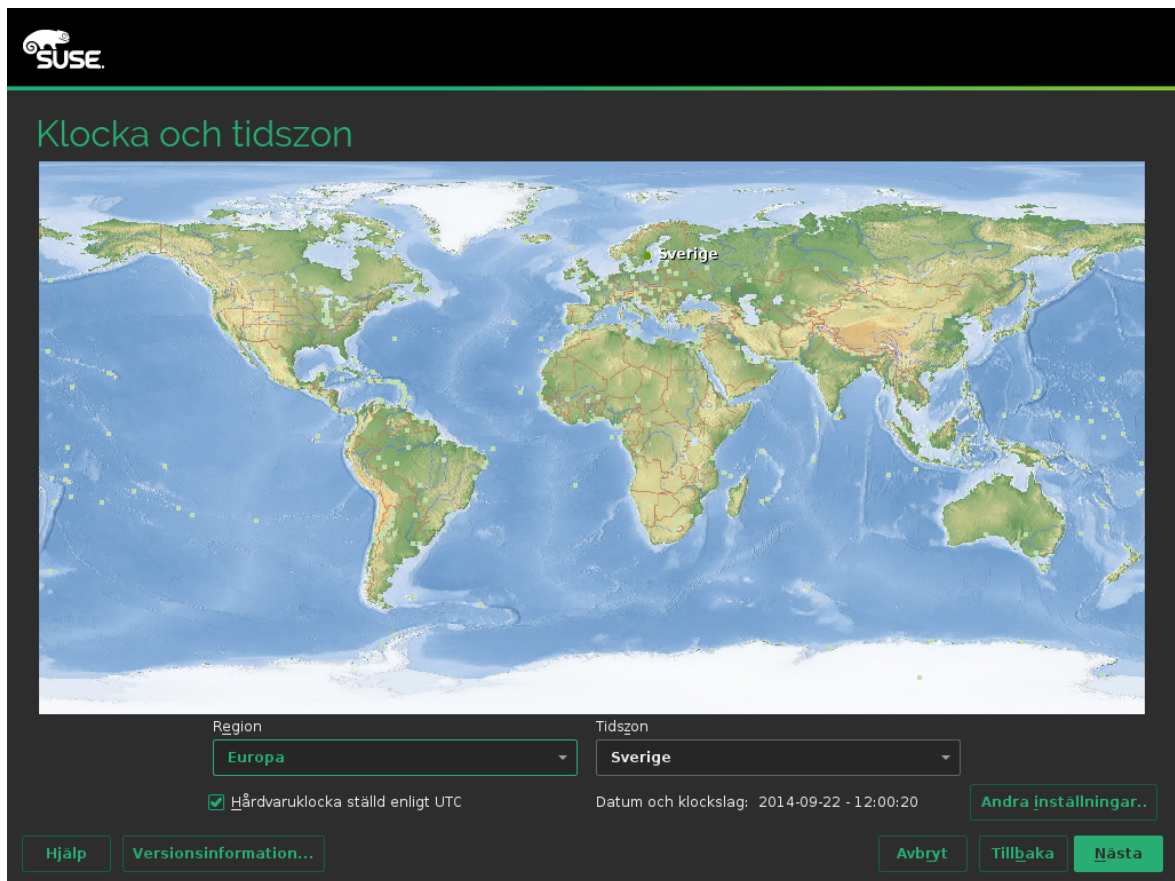 SUSE.
Klocka och tidszon
Sverige
Region
Tidszon
Europa
Sverige
Hårdvaruklocka ställd enligt UTC
Datum och klockslag: 2014-09-22 - 12:00:20
Andra inställningar..
Hjälp
Versionsinformation...
Avbryt
Tillbaka
Nästa